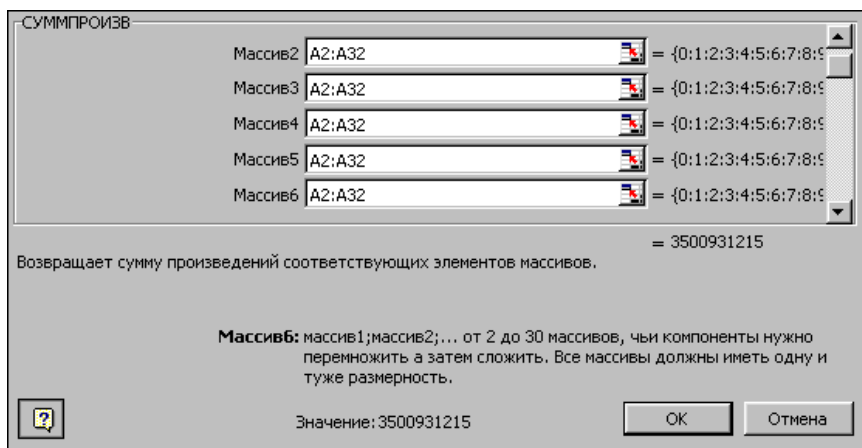 СУММПРОИЗВ
Массив2 A2:A32 = {0:1:2:3:4:5:6:7:8:9
Массив3 A2:A32 = {0:1:2:3:4:5:6:7:8:9
Массив4 A2:A32 = {0:1:2:3:4:5:6:7:8:9
Массив5 A2:A32 = {0:1:2:3:4:5:6:7:8:9
Массив6 A2:A32 = {0:1:2:3:4:5:6:7:8:9
= 3500931215
Возвращает сумму произведений соответствующих элементов массивов.
Массив6: массив1;массив2;... от 2 до 30 массивов, чьи компоненты нужно
перемножить а затем сложить. Все массивы должны иметь одну и
туже размерность.
Значение:3500931215 OK Отмена